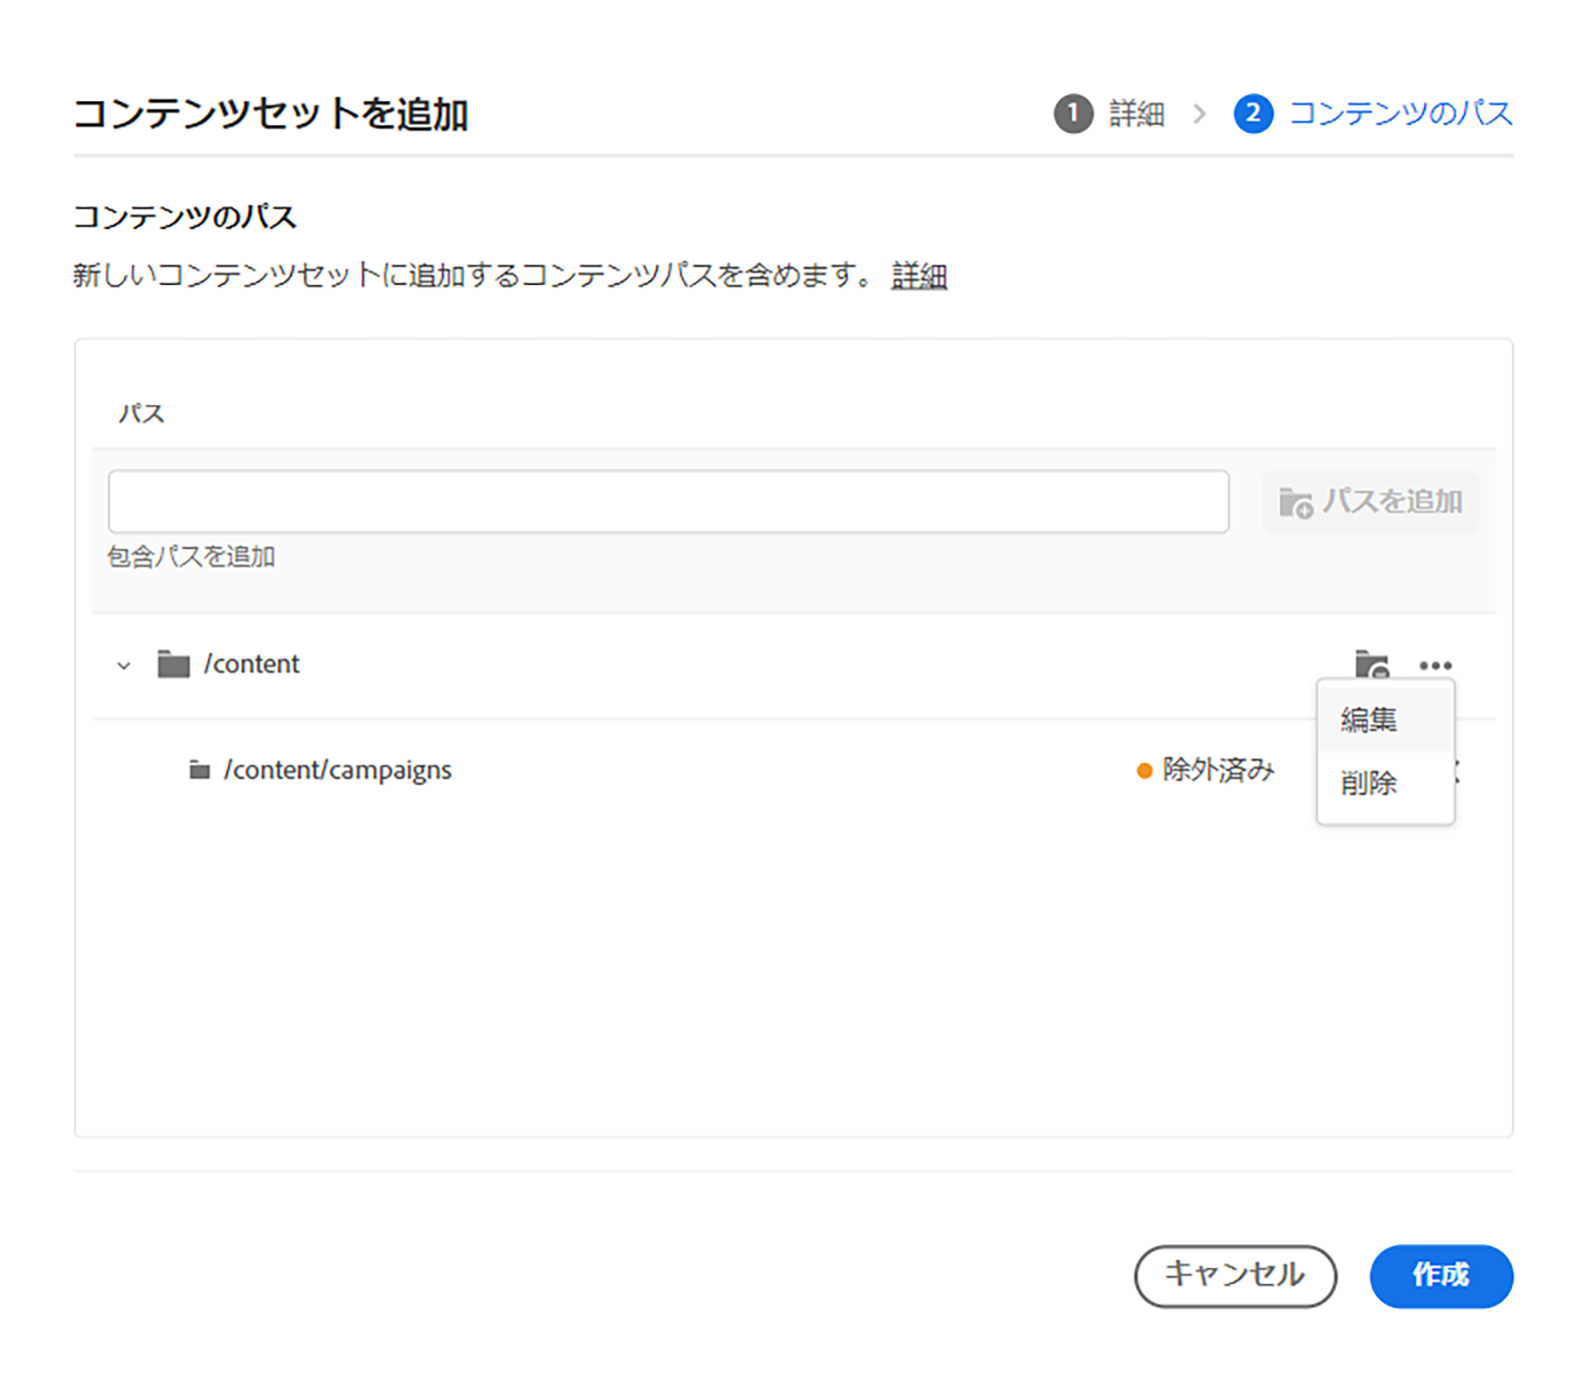 コンテンツセットを追加
1 詳細 > 2 コンテンツのパス
コンテンツのパス
新しいコンテンツセットに追加するコンテンツパスを含めます。 詳細
パス
パスを追加
包含パスを追加
/content
編集
/content/campaigns 除外済み
削除
キャンセル 作成